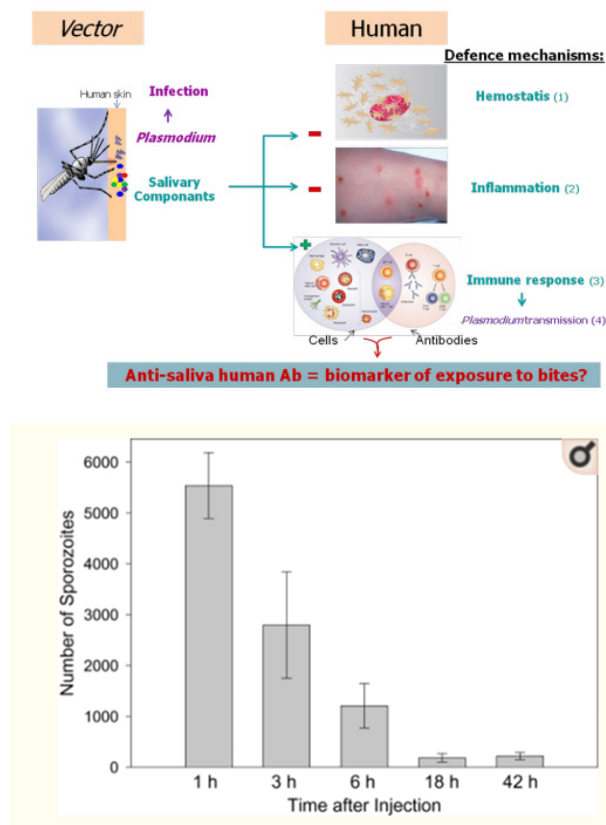 Vector
Human
Defence mechanisms:
Human skin
Infection
Plasmodium
Salivary
Componants
Hemostatis (1)
Inflammation (2)
Immune response (3)
Plasmodium transmission (4)
Cells
Antibodies
Anti-saliva human Ab = biomarker of exposure to bites?
Number of Sporozoites
6000
5000
4000
3000
2000
1000
0
1 h 3 h 6 h 18 h 42 h
Time after Injection